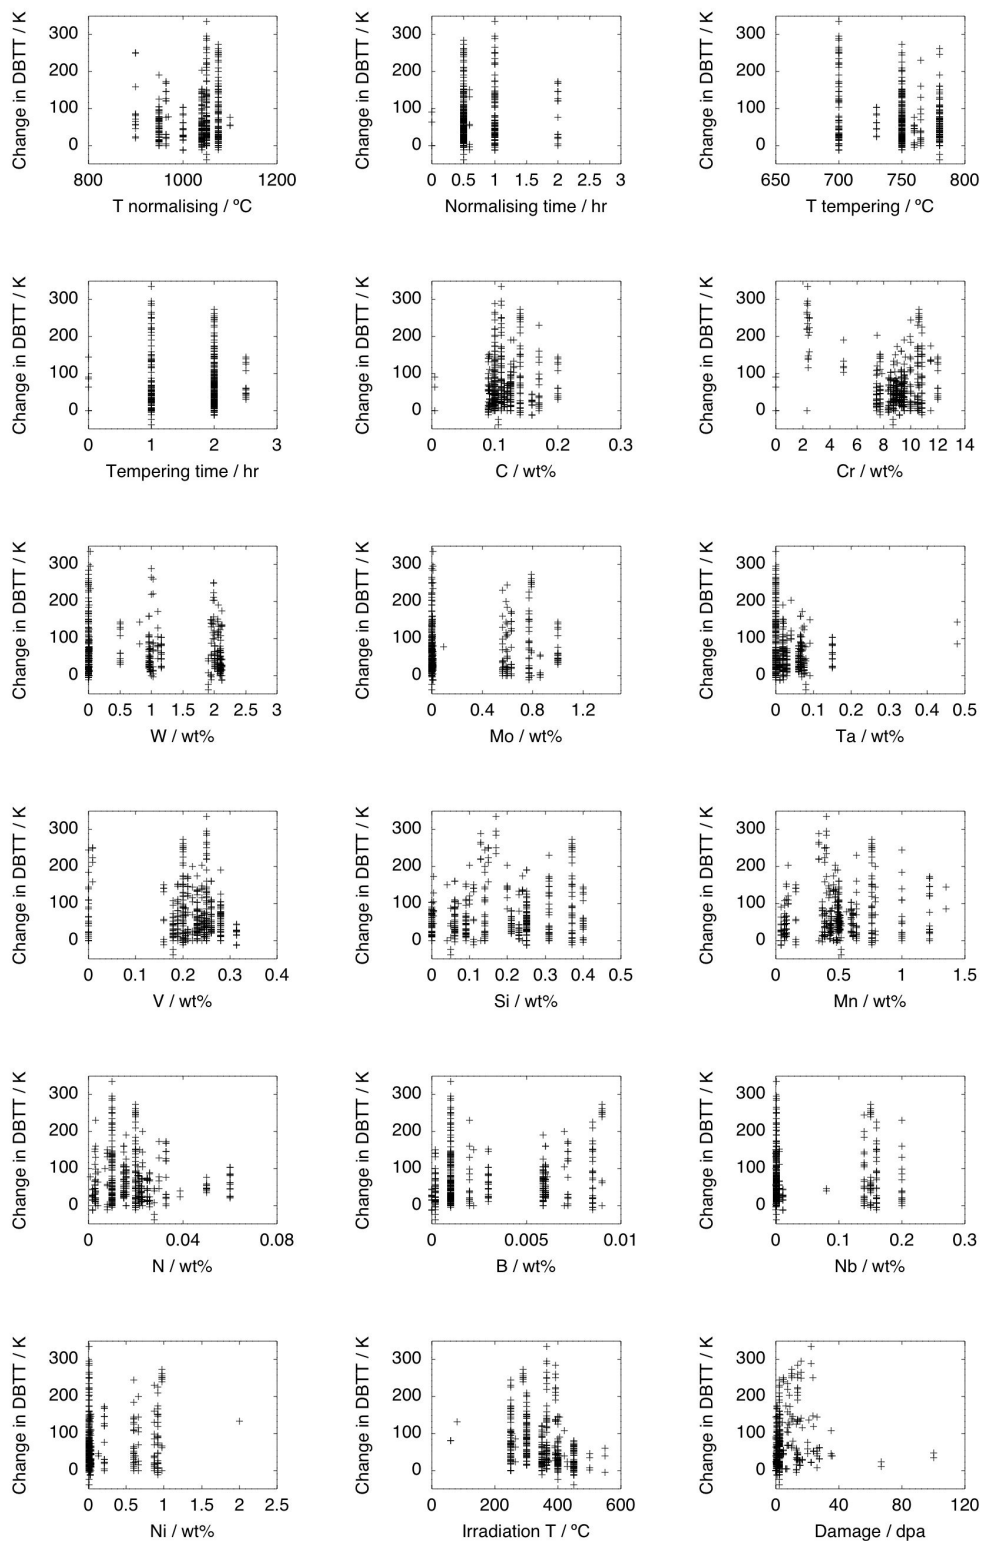 Change in DBTT / K
300
200
100
0
800 1000 1200
T normalising / ºC
Change in DBTT / K
300
200
100
0
0 0.5 1 1.5 2 2.5 3
Normalising time / hr
Change in DBTT / K
300
200
100
0
650 700 750 800
T tempering / ºC
Change in DBTT / K
300
200
100
0
0 1 2 3
Tempering time / hr
Change in DBTT / K
300
200
100
0
0 0.1 0.2 0.3
C / wt%
Change in DBTT / K
300
200
100
0
0 2 4 6 8 10 12 14
Cr / wt%
Change in DBTT / K
300
200
100
0
0 0.5 1 1.5 2 2.5 3
W / wt%
Change in DBTT / K
300
200
100
0
0 0.4 0.8 1.2
Mo / wt%
Change in DBTT / K
300
200
100
0
0 0.1 0.2 0.3 0.4 0.5
Ta / wt%
Change in DBTT / K
300
200
100
0
0 0.1 0.2 0.3 0.4
V / wt%
Change in DBTT / K
300
200
100
0
0 0.1 0.2 0.3 0.4 0.5
Si / wt%
Change in DBTT / K
300
200
100
0
0 0.5 1 1.5
Mn / wt%
Change in DBTT / K
300
200
100
0
0 0.04 0.08
N / wt%
Change in DBTT / K
300
200
100
0
0 0.005 0.01
B / wt%
Change in DBTT / K
300
200
100
0
0 0.1 0.2 0.3
Nb / wt%
Change in DBTT / K
300
200
100
0
0 0.5 1 1.5 2 2.5
Ni / wt%
Change in DBTT / K
300
200
100
0
0 200 400 600
Irradiation T / ºC
Change in DBTT / K
300
200
100
0
0 40 80 120
Damage / dpa